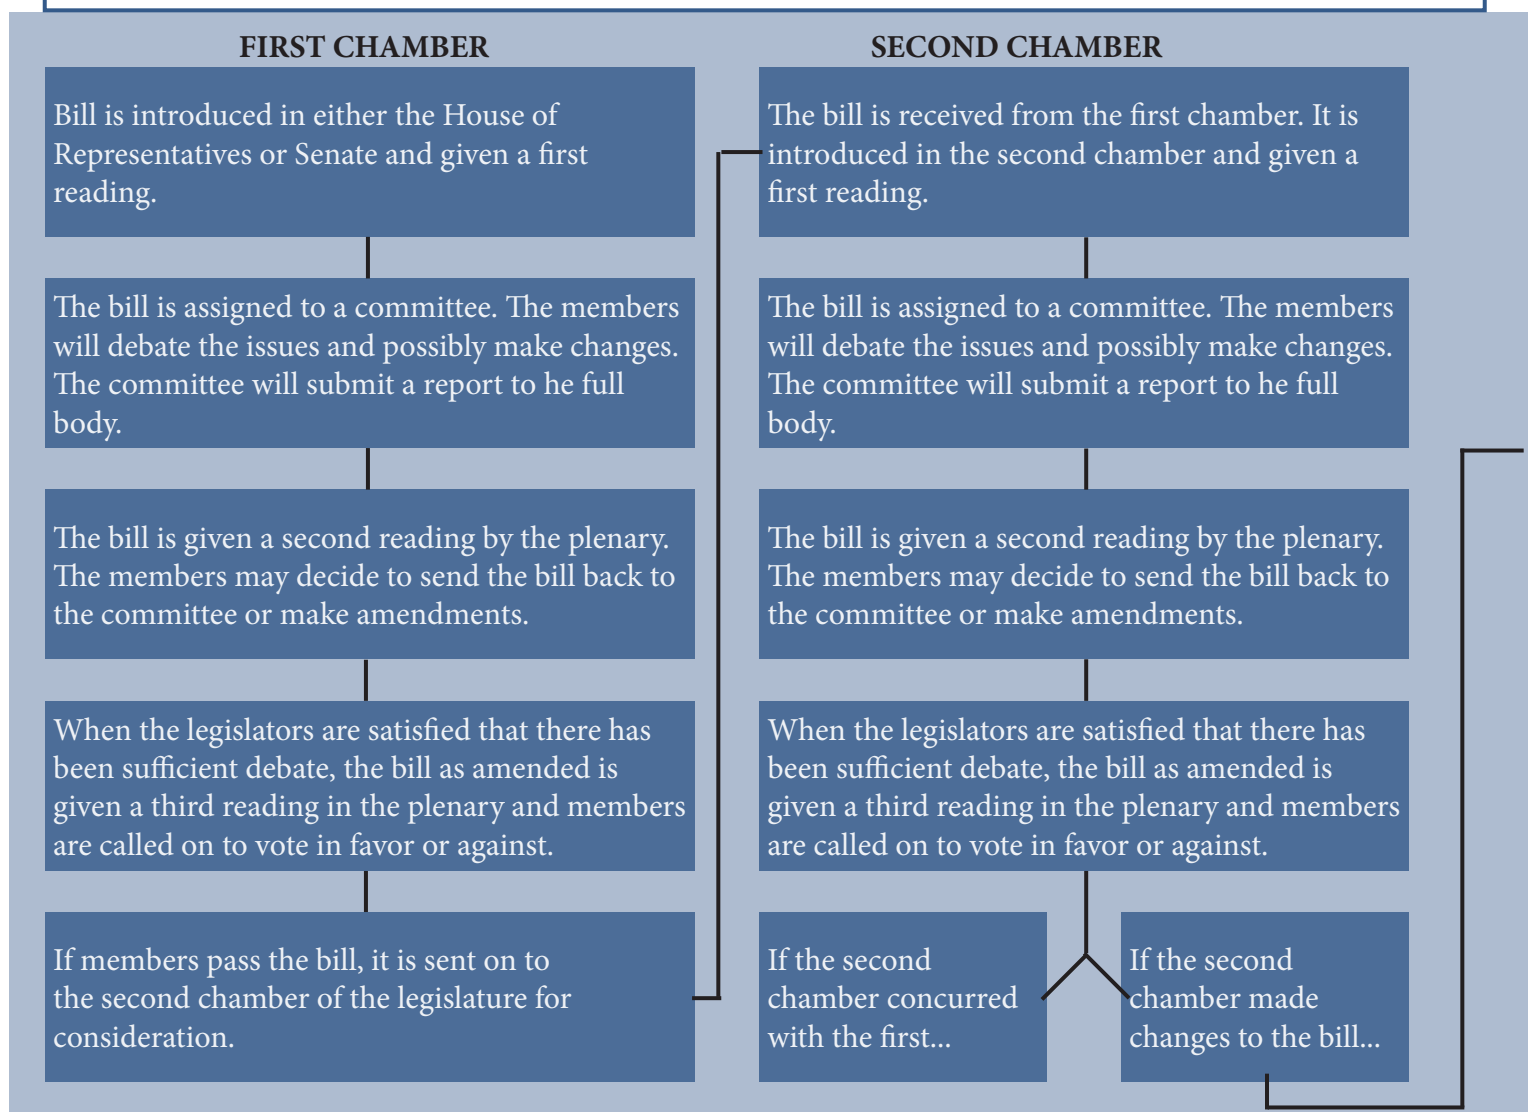 FIRST CHAMBER
Bill is introduced in either the House of
Representatives or Senate and given a first
reading.
The bill is assigned to a committee. The members
will debate the issues and possibly make changes.
The committee will submit a report to he full
body.
The bill is given a second reading by the plenary.
The members may decide to send the bill back to
the committee or make amendments.
When the legislators are satisfied that there has
been sufficient debate, the bill as amended is
given a third reading in the plenary and members
are called on to vote in favor or against.
If members pass the bill, it is sent on to
the second chamber of the legislature for
consideration.
SECOND CHAMBER
The bill is received from the first chamber. It is
introduced in the second chamber and given a
first reading.
The bill is assigned to a committee. The members
will debate the issues and possibly make changes.
The committee will submit a report to he full
body.
The bill is given a second reading by the plenary.
The members may decide to send the bill back to
the committee or make amendments.
When the legislators are satisfied that there has
been sufficient debate, the bill as amended is
given a third reading in the plenary and members
are called on to vote in favor or against.
If the second
chamber concurred
with the first...
If the second
chamber made
changes to the bill...